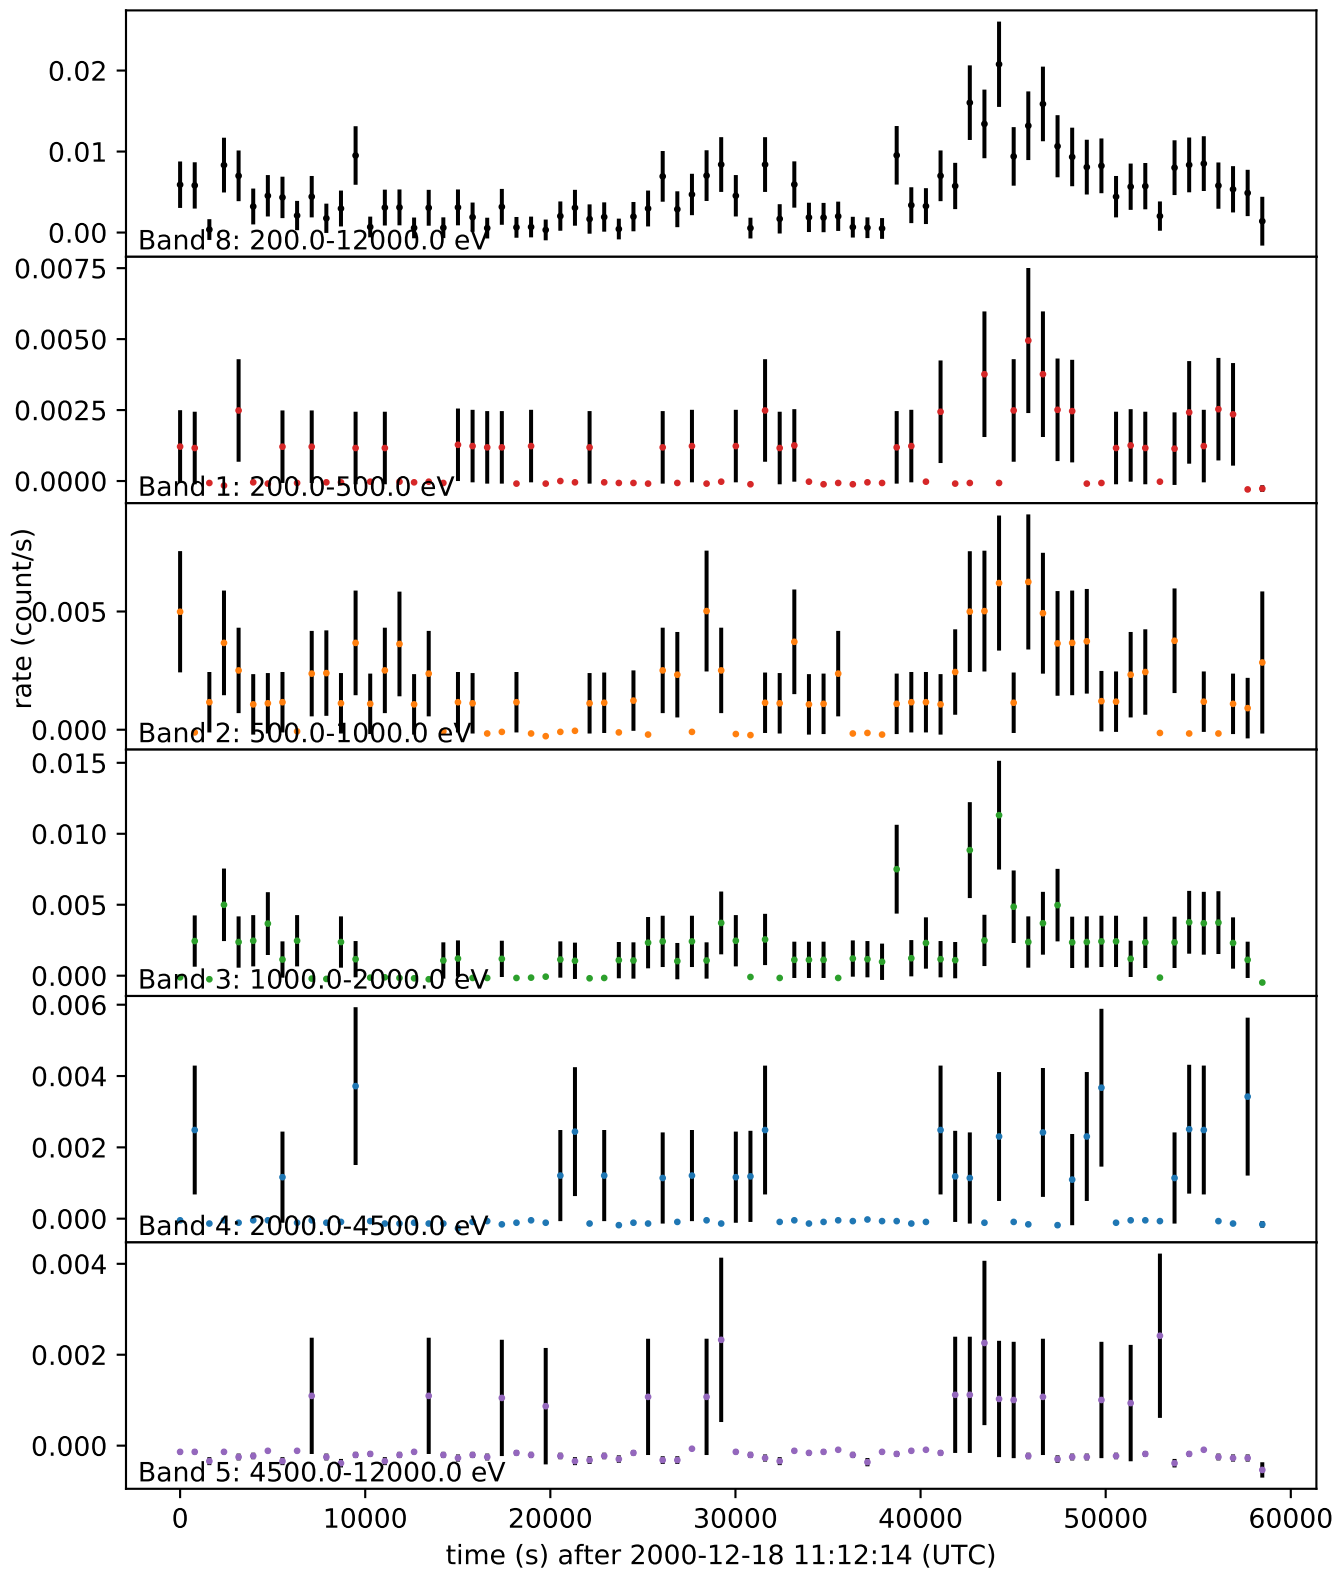 0.02
0.01
0.00
Band 8: 200.0-12000.0 eV
0.0075
0.0050
0.0025
0.0000
Band 1: 200.0-500.0 eV
rate (count/s)
0.005
0.000
Band 2: 500.0-1000.0 eV
0.015
0.010
0.005
0.000
Band 3: 1000.0-2000.0 eV
0.006
0.004
0.002
0.000
Band 4: 2000.0-4500.0 eV
0.004
0.002
0.000
Band 5: 4500.0-12000.0 eV
0 10000 20000 30000 40000 50000 60000
time (s) after 2000-12-18 11:12:14 (UTC)